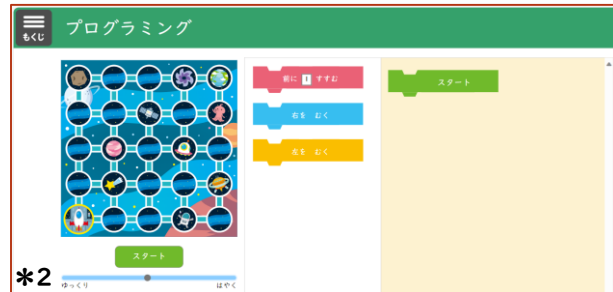 もくじ
プログラミング
前に 1 すすむ
右を むく
左を むく
スタート
スタート
*2
ゆっくり
はやく